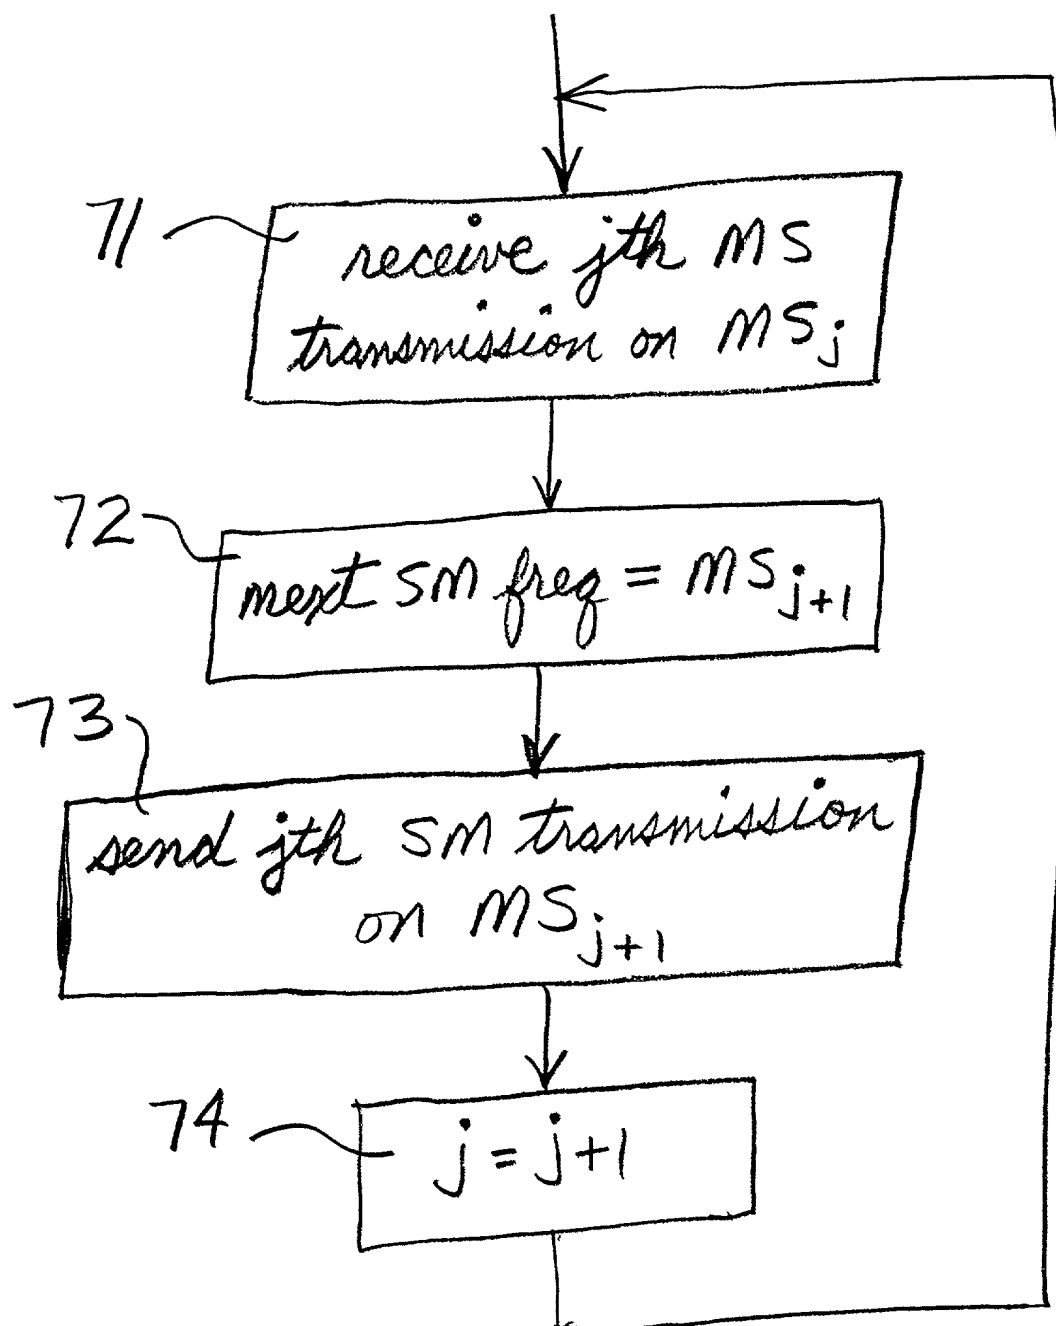 71
receive jth MS
transmission on MSj
72
next SM freq = MSj+1
73
send jth SM transmission
on MSj+1
74
j = j+1